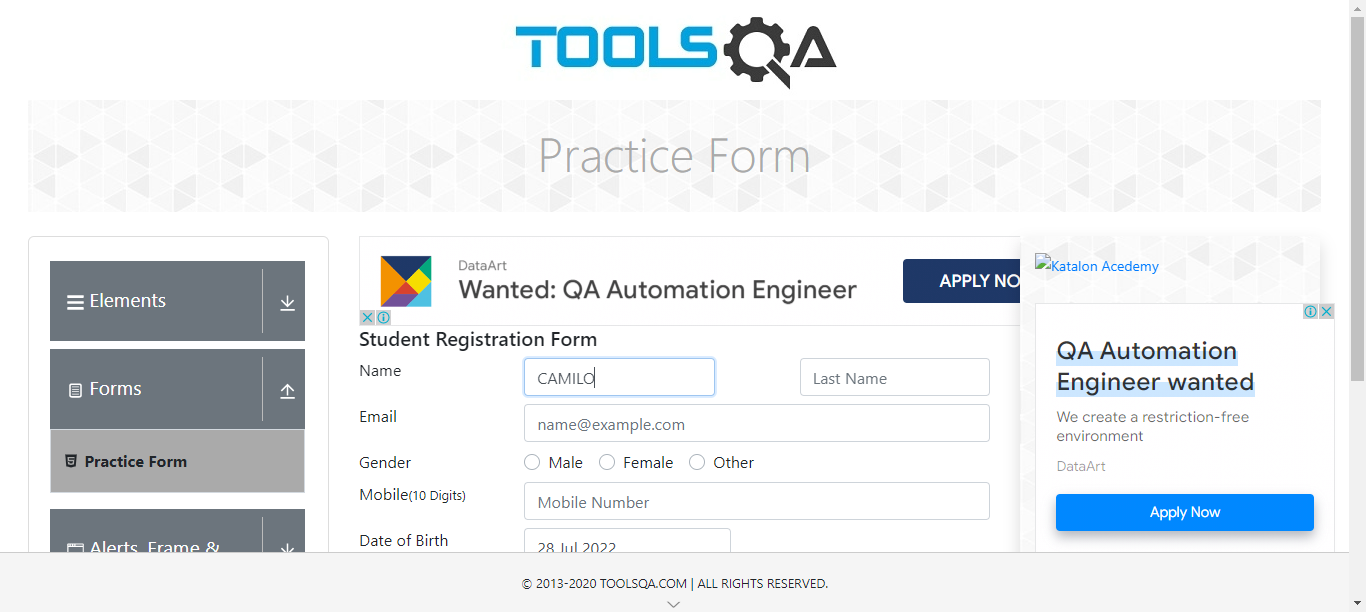 TOOLSQA
Practice Form
Elements
Forms
Practice Form
Alerts, Frame &
DataArt
Wanted: QA Automation Engineer
APPLY NO
Student Registration Form
Name
CAMILO
Last Name
Email
name@example.com
Gender
Male
Female
Other
Mobile(10 Digits)
Mobile Number
Date of Birth
28 Jul 2022
Katalon Acedemy
QA Automation
Engineer wanted
We create a restriction-free
environment
DataArt
Apply Now
© 2013-2020 TOOLSQA.COM | ALL RIGHTS RESERVED.